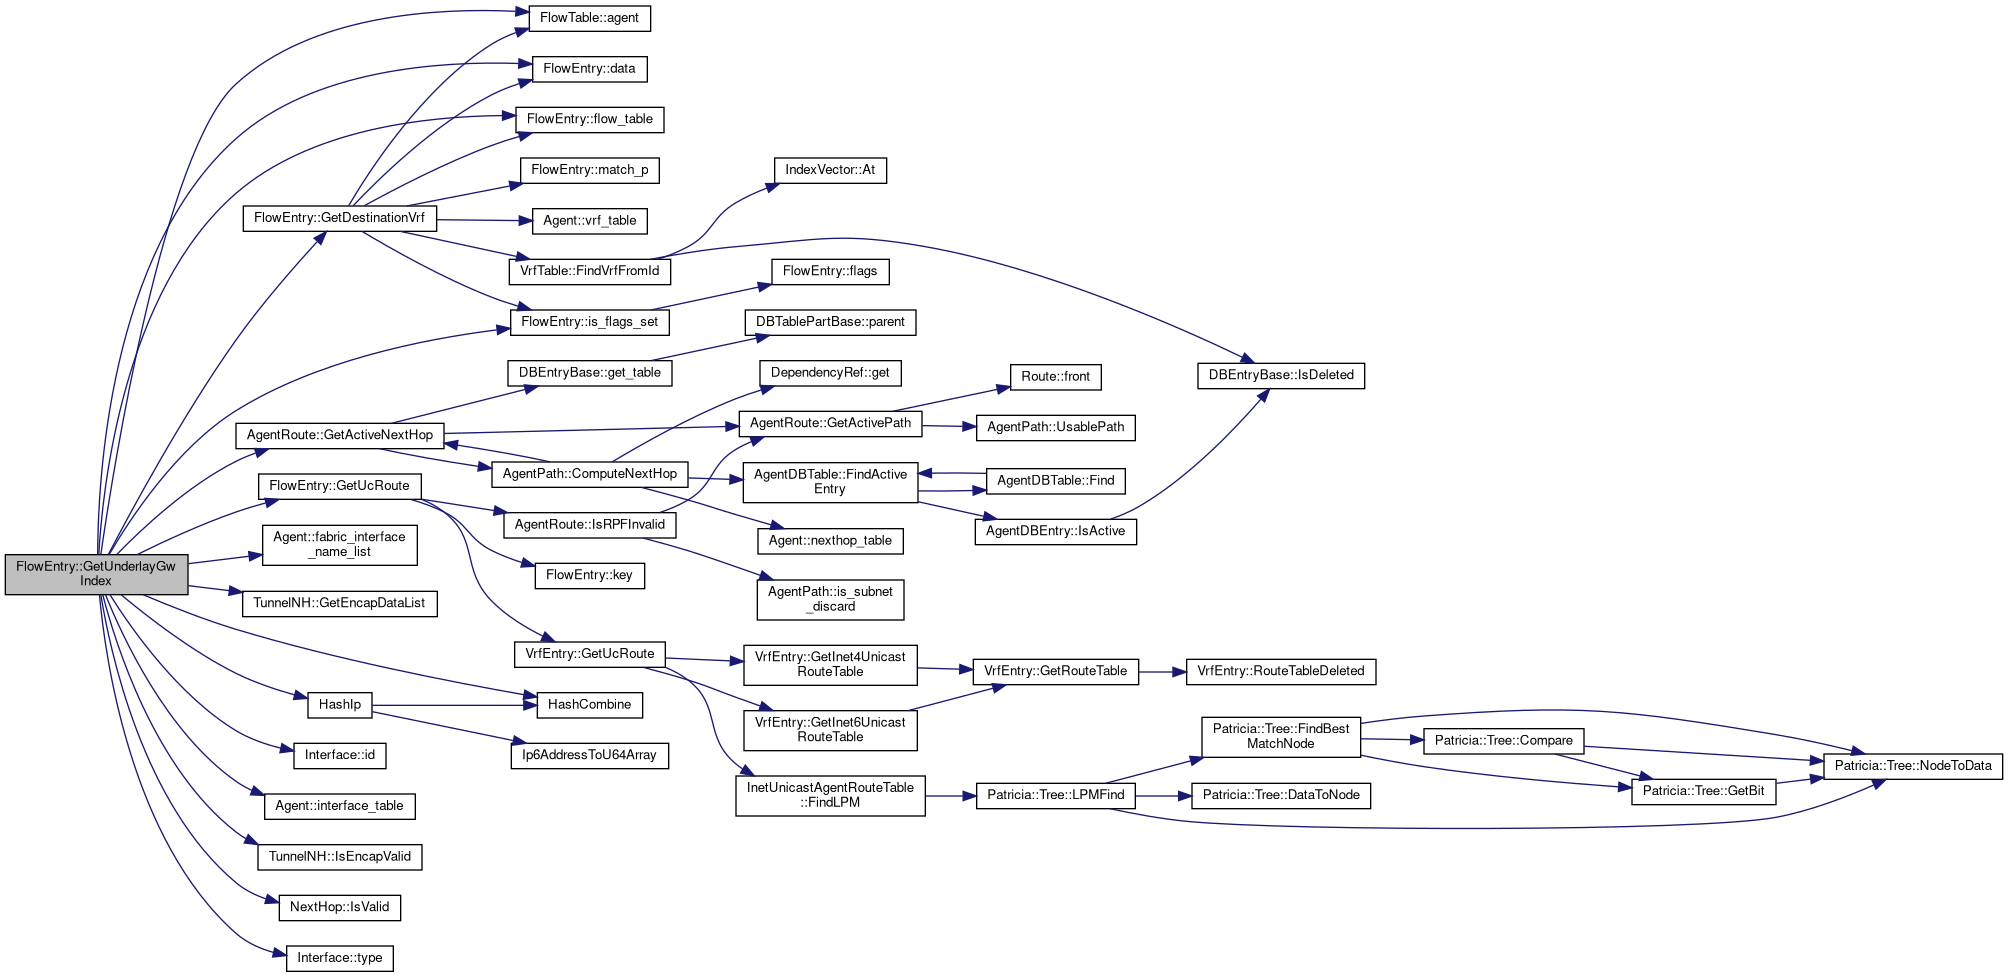 FlowTable::agent
FlowEntry::data
FlowEntry::flow_table
FlowEntry::match_p
IndexVector::At
FlowEntry::GetDestinationVrf
Agent::vrf_table
VrfTable::FindVrfFromId
FlowEntry::flags
FlowEntry::is_flags_set
DBTablePartBase::parent
DBEntryBase::get_table
DependencyRef::get
Route::front
DBEntryBase::IsDeleted
AgentRoute::GetActiveNextHop
AgentRoute::GetActivePath
AgentPath::UsablePath
AgentPath::ComputeNextHop
AgentDBTable::FindActive
Entry
AgentDBTable::Find
FlowEntry::GetUcRoute
AgentRoute::IsRPFInvalid
AgentDBEntry::IsActive
Agent::fabric_interface
_name_list
Agent::nexthop_table
FlowEntry::GetUnderlayGw
Index
FlowEntry::key
AgentPath::is_subnet
_discard
TunnelNH::GetEncapDataList
VrfEntry::GetUcRoute
VrfEntry::GetInet4Unicast
RouteTable
VrfEntry::GetRouteTable
VrfEntry::RouteTableDeleted
HashIp
HashCombine
VrfEntry::GetInet6Unicast
RouteTable
Patricia::Tree::FindBest
MatchNode
Patricia::Tree::Compare
Interface::id
Ip6AddressToU64Array
Patricia::Tree::NodeToData
Patricia::Tree::GetBit
Agent::interface_table
InetUnicastAgentRouteTable
::FindLPM
Patricia::Tree::LPMFind
Patricia::Tree::DataToNode
TunnelNH::IsEncapValid
NextHop::IsValid
Interface::type